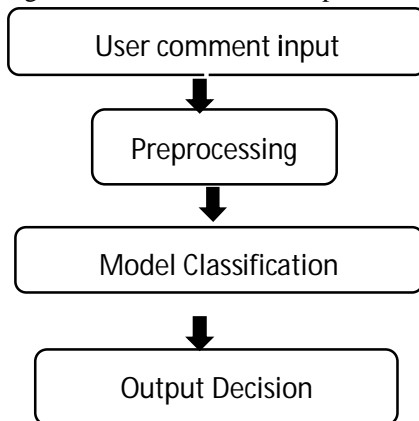 User comment input
Preprocessing
Model Classification
Output Decision